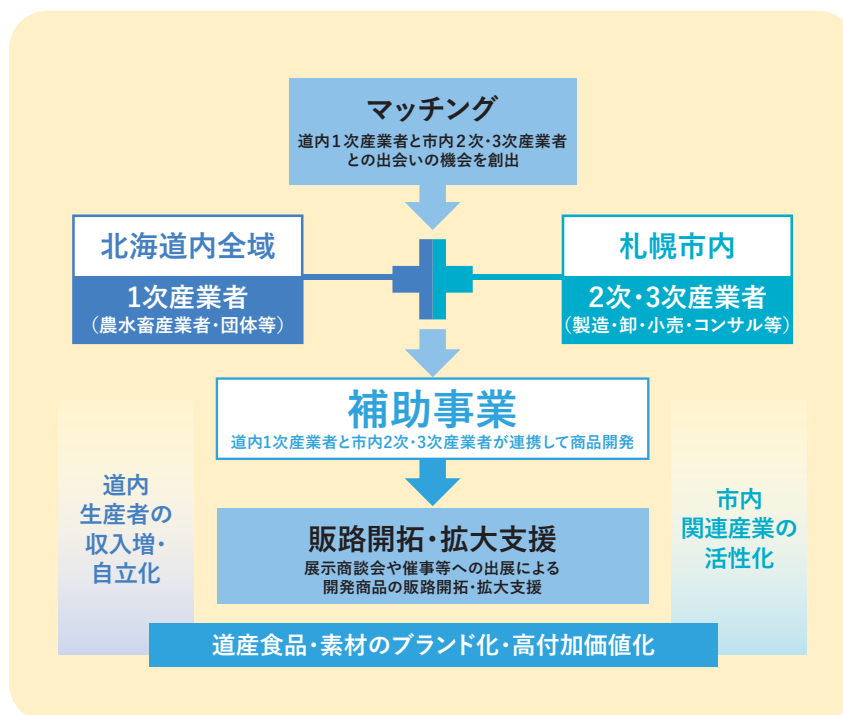 マッチング
道内1次産業者と市内2次・3次産業者
との出会いの機会を創出
北海道内全域
1次産業者
(農水畜産業者・団体等)
札幌市内
2次・3次産業者
(製造・卸・小売・コンサル等)
補助事業
道内1次産業者と市内2次・3次産業者が連携して商品開発
道内
生産者の
収入増・
自立化
販路開拓・拡大支援
展示商談会や催事等への出展による
開発商品の販路開拓・拡大支援
市内
関連産業の
活性化
道産食品・素材のブランド化・高付加価値化